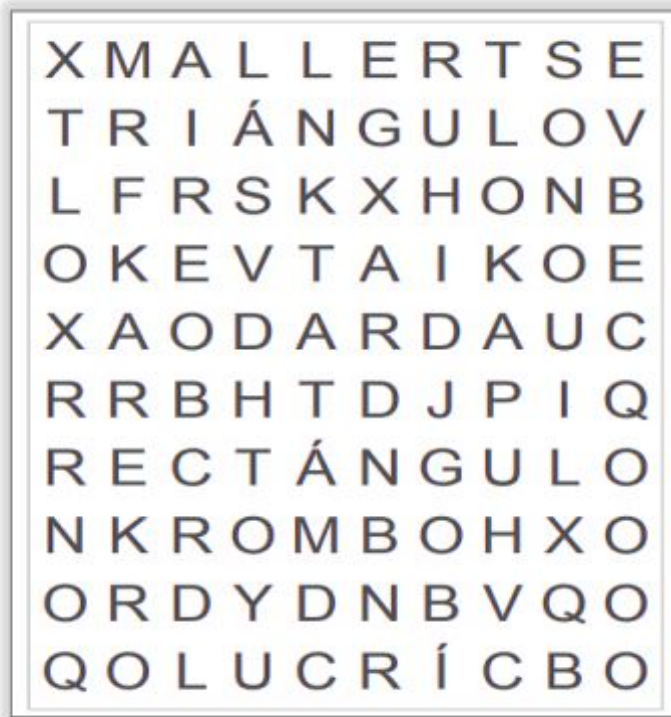 X M A L L E R T S E
T R I Á N G U L O V
L F R S K X H O N B
O K E V T A I K O E
X A O D A R D A U C
R R B H T D J P I Q
R E C T Á N G U L O
N K R O M B O H X O
O R D Y D N B V Q O
Q O L U C R Í C B O